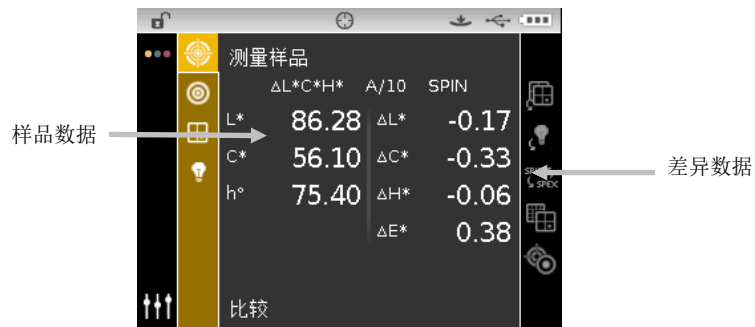 测量样品
ΔL*C*H* A/10 SPIN
样品数据
L* 86.28 ΔL* -0.17
C* 56.10 ΔC* -0.33
差异数据
h° 75.40 ΔH* -0.06
ΔE* 0.38
SPEX
比较